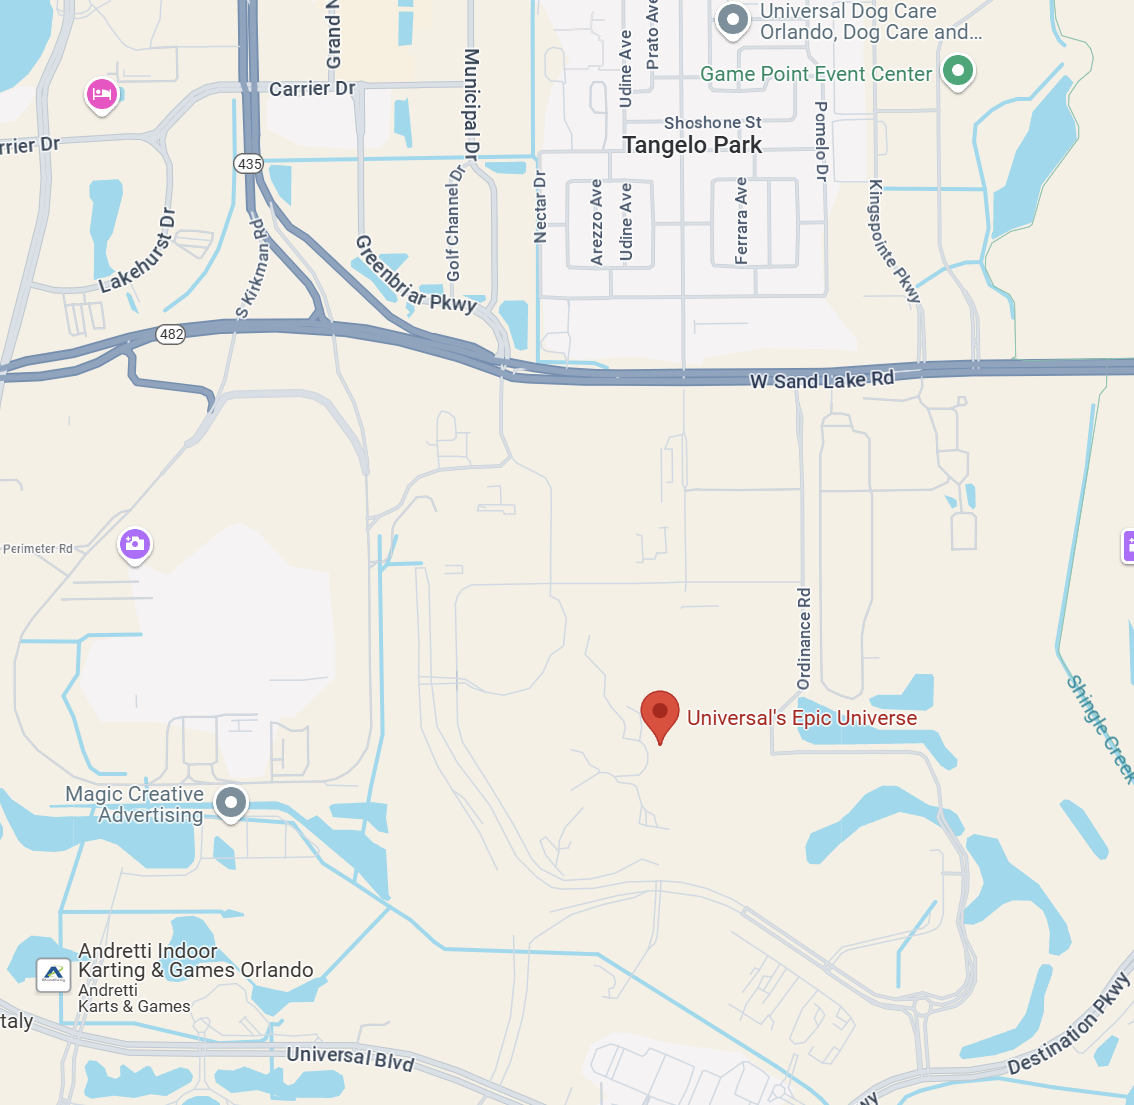 Grand N
Municipal Dr
Udine Ave
Prato Ave
Universal Dog Care
Orlando, Dog Care and...
Game Point Event Center
Carrier Dr
rrier Dr
Shoshone St
Tangelo Park
Pomelo Dr
435
Golf Channel Dr
Nectar Dr
Arezzo Ave
Udine Ave
Ferrara Ave
Kingspointe Pkwy
Lakehurst Dr
S Kirkman Rd
Greenbriar Pkwy
482
W Sand Lake Rd
Perimeter Rd
Ordinance Rd
Universal's Epic Universe
Shingle Creek
Magic Creative
Advertising
Andretti Indoor
Karting & Games Orlando
Andretti
Karts & Games
taly
Universal Blvd
Destination Pkwy
wy